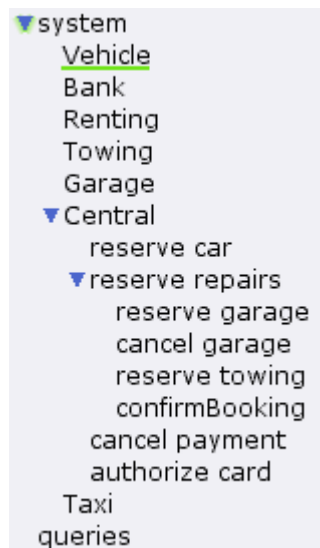 system
Vehicle
Bank
Renting
Towing
Garage
Central
reserve car
reserve repairs
reserve garage
cancel garage
reserve towing
confirmBooking
cancel payment
authorize card
Taxi
queries